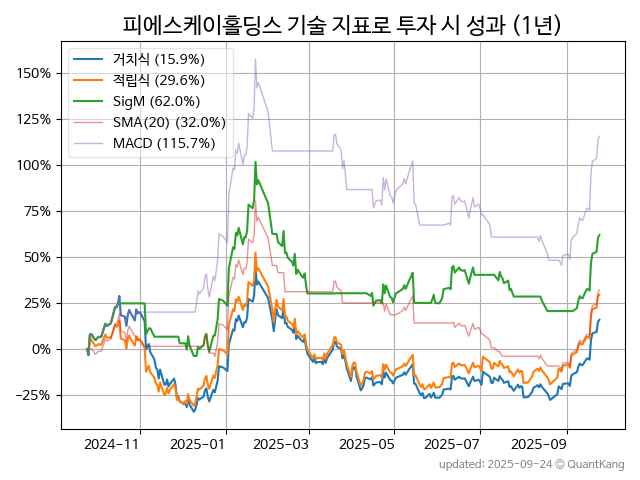 피에스케이홀딩스 기술 지표로 투자 시 성과 (1년)
거치식 (15.9%)
적립식 (29.6%)
SigM (62.0%)
SMA(20) (32.0%)
MACD (115.7%)
150%
125%
100%
75%
50%
25%
0%
−25%
2024−11 2025−01 2025−03 2025−05 2025−07 2025−09
updated: 2025-09-24 © QuantKang